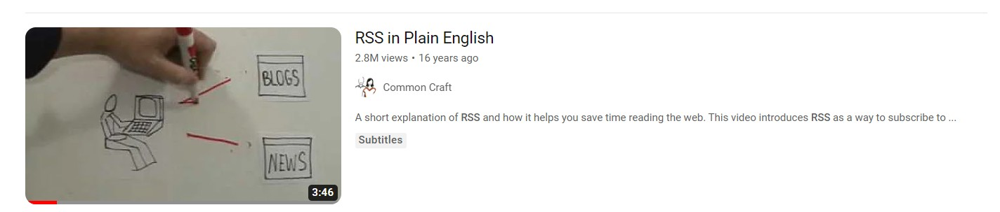 RSS in Plain English
2.8M views • 16 years ago
Common Craft
A short explanation of RSS and how it helps you save time reading the web. This video introduces RSS as a way to subscribe to ...
Subtitles
BLOGS
NEWS
3:46